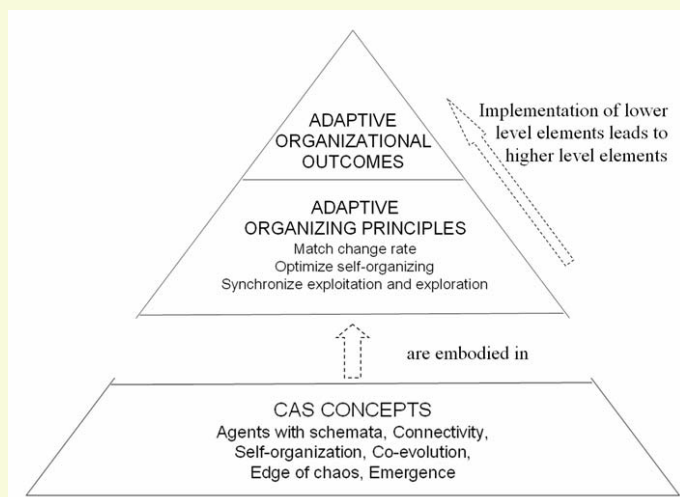 ADAPTIVE
ORGANIZATIONAL
OUTCOMES
Implementation of lower
level elements leads to
higher level elements
ADAPTIVE
ORGANIZING PRINCIPLES
Match change rate
Optimize self-organizing
Synchronize exploitation and exploration
are embodied in
CAS CONCEPTS
Agents with schemata, Connectivity,
Self-organization, Co-evolution,
Edge of chaos, Emergence